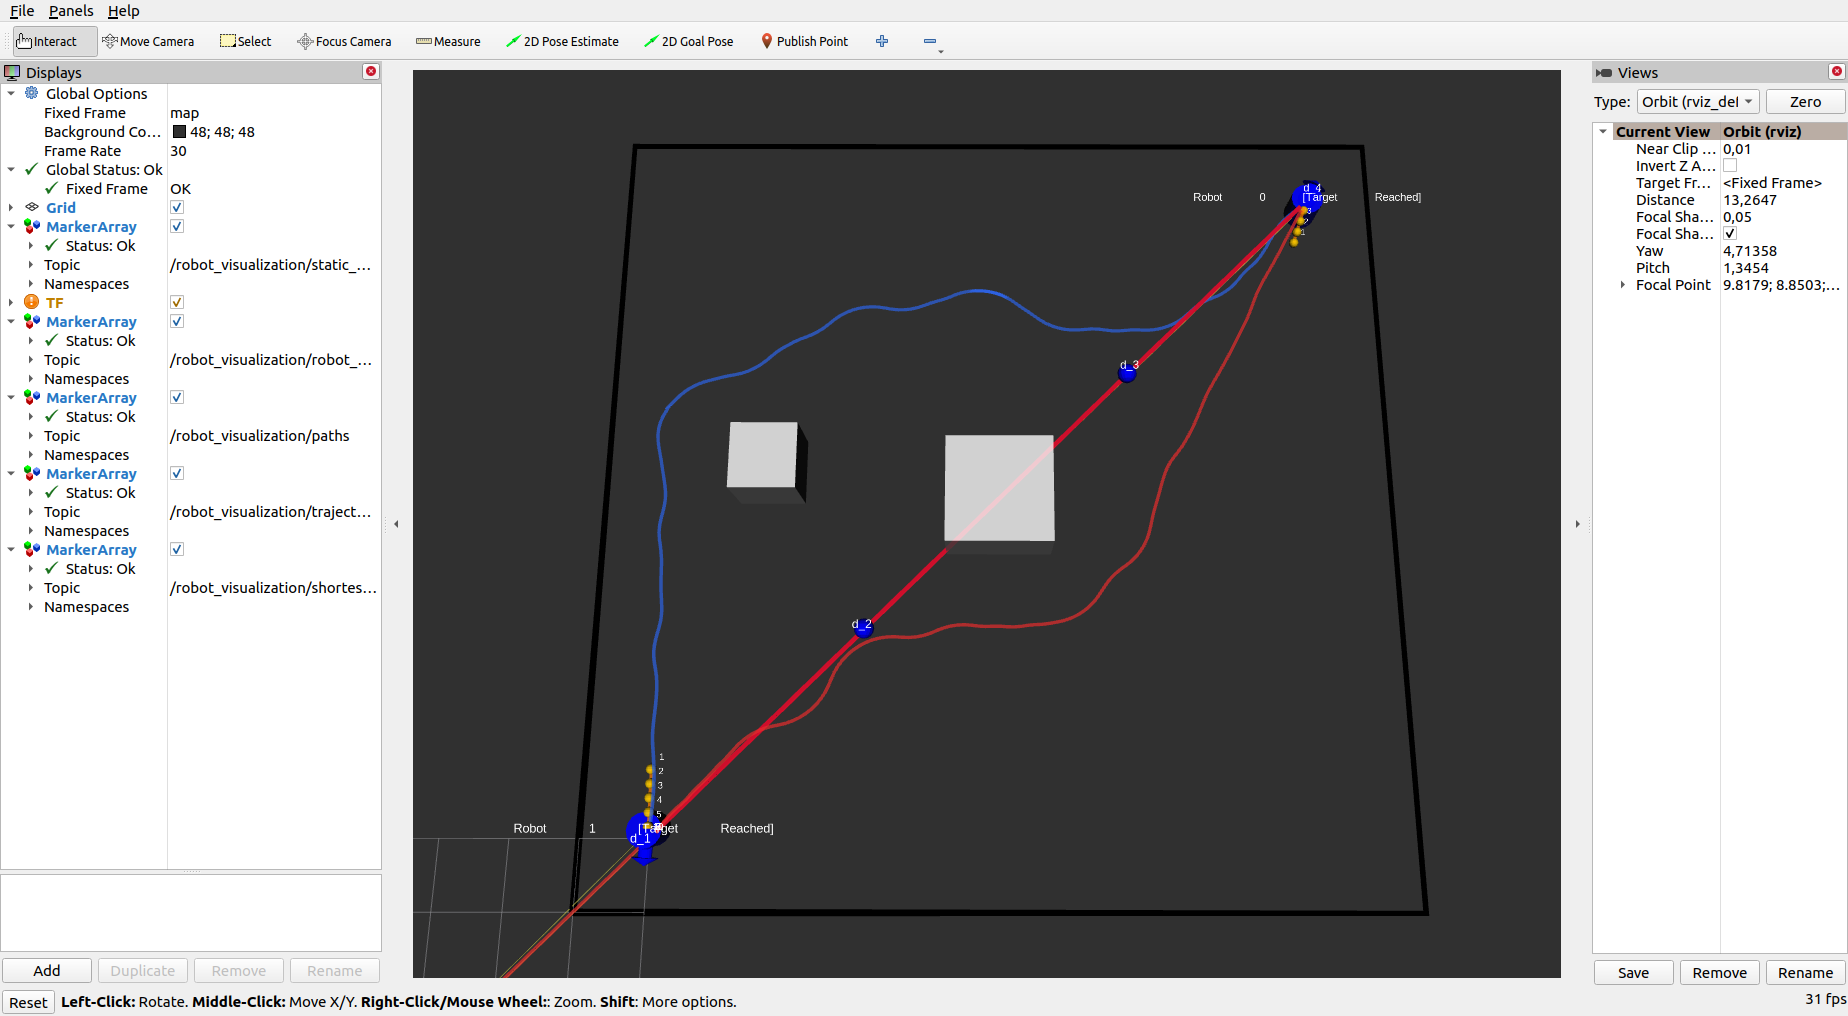 File Panels Help
Interact Move Camera Select Focus Camera Measure 2D Pose Estimate 2D Goal Pose Publish Point
Displays
Global Options
Fixed Frame map
Background Co... 48; 48; 48
Frame Rate 30
Global Status: Ok
Fixed Frame OK
Grid
MarkerArray
Status: Ok
Topic /robot_visualization/static_...
Namespaces
TF
MarkerArray
Status: Ok
Topic /robot_visualization/robot_...
Namespaces
MarkerArray
Status: Ok
Topic /robot_visualization/paths
Namespaces
MarkerArray
Status: Ok
Topic /robot_visualization/traject...
Namespaces
MarkerArray
Status: Ok
Topic /robot_visualization/shortes...
Namespaces
Add Duplicate Remove Rename
d_4
Robot 0 [Target Reached]
3
2
1
d_3
d_2
1
2
3
4
5
Robot 1 [Target Reached]
d_1
Views
Type: Orbit (rviz_def Zero
Current View Orbit (rviz)
Near Clip ... 0,01
Invert Z A...
Target Fr... <Fixed Frame>
Distance 13,2647
Focal Sha... 0,05
Focal Sha...
Yaw 4,71358
Pitch 1,3454
Focal Point 9.8179; 8.8503;...
Save Remove Rename
Reset Left-Click: Rotate. Middle-Click: Move X/Y. Right-Click/Mouse Wheel:: Zoom. Shift: More options. 31 fps